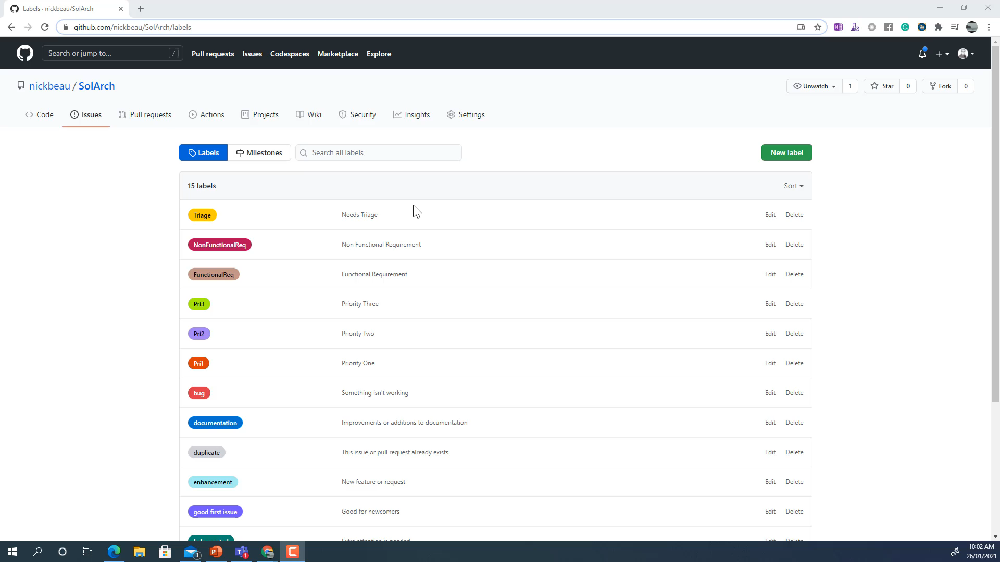 Labels · nickbeau/SolArch
github.com/nickbeau/SolArch/labels
Search or jump to... /
Pull requests Issues Codespaces Marketplace Explore
nickbeau / SolArch
Unwatch 1 Star 0 Fork 0
Code Issues Pull requests Actions Projects Wiki Security Insights Settings
Labels Milestones Search all labels New label
15 labels Sort
Triage Needs Triage Edit Delete
NonFunctionalReq Non Functional Requirement Edit Delete
FunctionalReq Functional Requirement Edit Delete
Pri3 Priority Three Edit Delete
Pri2 Priority Two Edit Delete
Pri1 Priority One Edit Delete
bug Something isn't working Edit Delete
documentation Improvements or additions to documentation Edit Delete
duplicate This issue or pull request already exists Edit Delete
enhancement New feature or request Edit Delete
good first issue Good for newcomers Edit Delete
help wanted Extra attention is needed Edit Delete
3 1
10:02 AM
26/01/2021